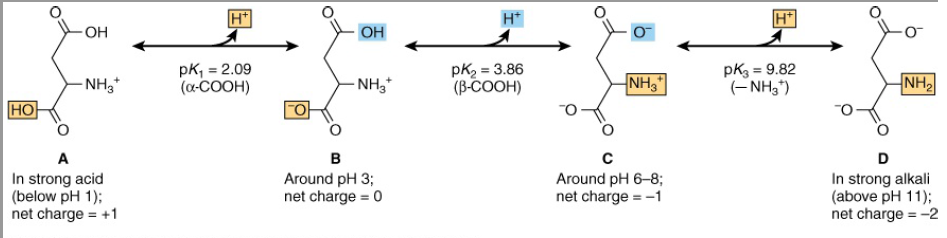 O
OH
NH₃⁺
HO
O
H⁺
pK₁ = 2.09
(α-COOH)
O
OH
NH₃⁺
⁻O
O
H⁺
pK₂ = 3.86
(β-COOH)
O
O⁻
NH₃⁺
⁻O
O
H⁺
pK₃ = 9.82
(—NH₃⁺)
O
O⁻
NH₂
⁻O
O
A
In strong acid
(below pH 1);
net charge = +1
B
Around pH 3;
net charge = 0
C
Around pH 6–8;
net charge = −1
D
In strong alkali
(above pH 11);
net charge = −2